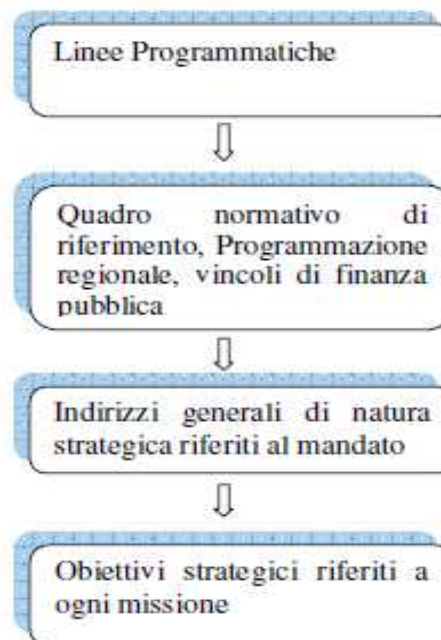 Linee Programmatiche
Quadro normativo di
riferimento, Programmazione
regionale, vincoli di finanza
pubblica
Indirizzi generali di natura
strategica riferiti al mandato
Obiettivi strategici riferiti a
ogni missione